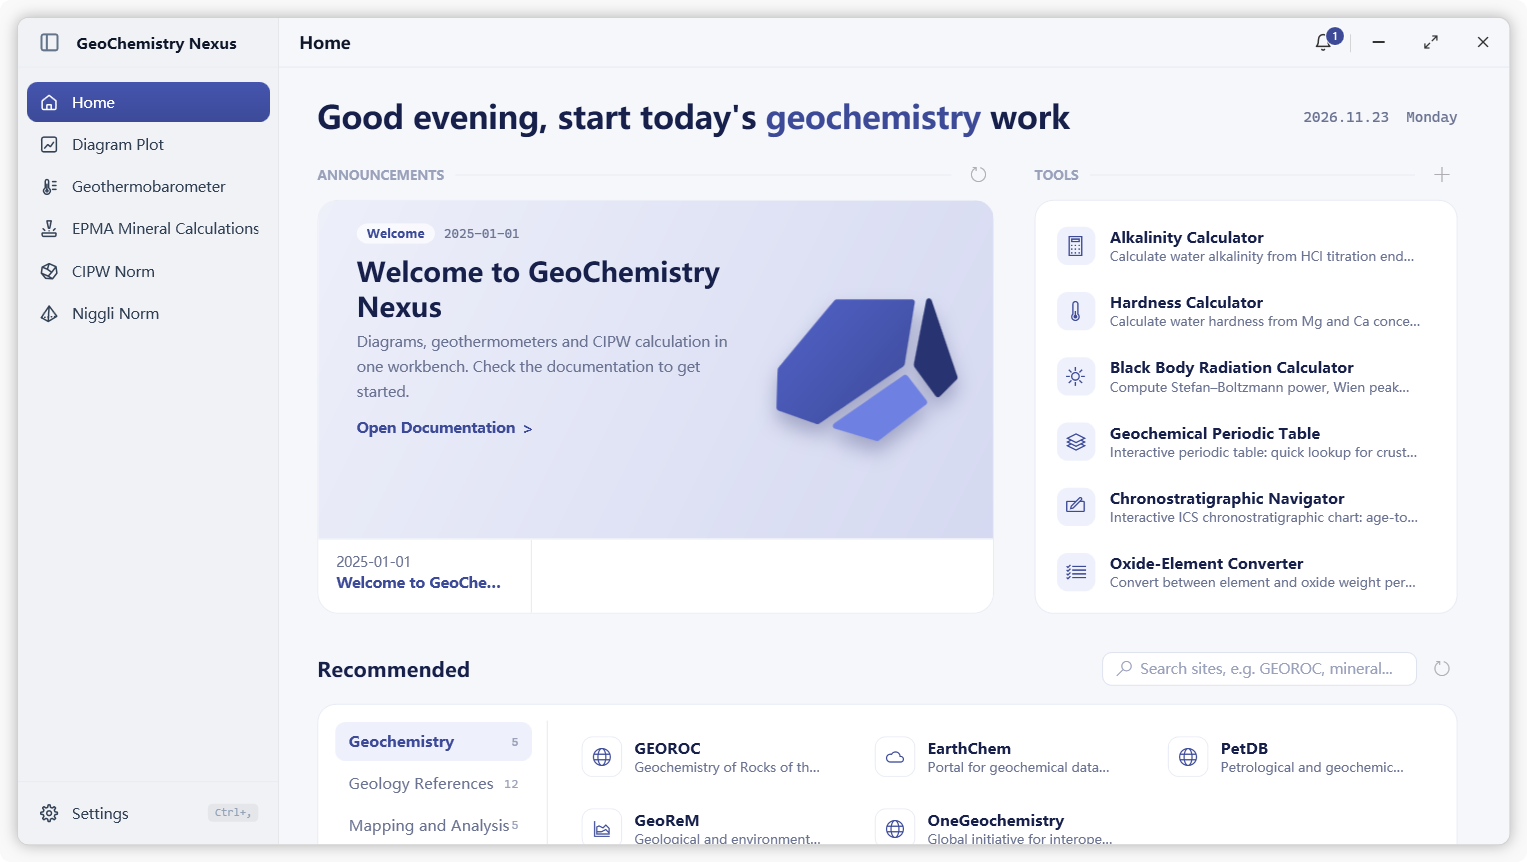 GeoChemistry Nexus
Home
Diagram Plot
Geothermobarometer
EPMA Mineral Calculations
CIPW Norm
Niggli Norm
Settings
Ctrl+,
Home
1
Good evening, start today's geochemistry work
2026.11.23 Monday
ANNOUNCEMENTS
Welcome 2025-01-01
Welcome to GeoChemistry
Nexus
Diagrams, geothermometers and CIPW calculation in
one workbench. Check the documentation to get
started.
Open Documentation >
2025-01-01
Welcome to GeoChe...
TOOLS
Alkalinity Calculator
Calculate water alkalinity from HCl titration end...
Hardness Calculator
Calculate water hardness from Mg and Ca conce...
Black Body Radiation Calculator
Compute Stefan–Boltzmann power, Wien peak...
Geochemical Periodic Table
Interactive periodic table: quick lookup for crust...
Chronostratigraphic Navigator
Interactive ICS chronostratigraphic chart: age-to...
Oxide-Element Converter
Convert between element and oxide weight per...
Recommended
Search sites, e.g. GEOROC, mineral...
Geochemistry 5
Geology References 12
Mapping and Analysis 5
GEOROC
Geochemistry of Rocks of th...
EarthChem
Portal for geochemical data...
PetDB
Petrological and geochemic...
GeoReM
Geological and environment...
OneGeochemistry
Global initiative for interope...